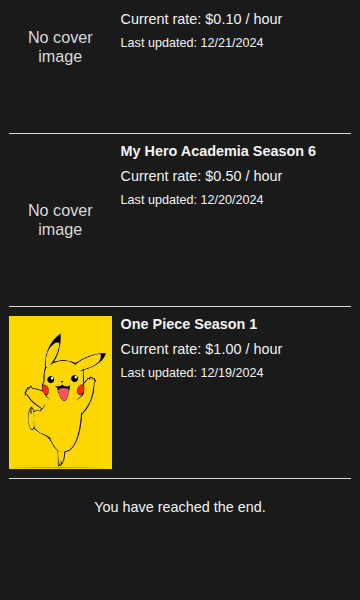 No cover
image
Current rate: $0.10 / hour
Last updated: 12/21/2024
No cover
image
My Hero Academia Season 6
Current rate: $0.50 / hour
Last updated: 12/20/2024
One Piece Season 1
Current rate: $1.00 / hour
Last updated: 12/19/2024
You have reached the end.